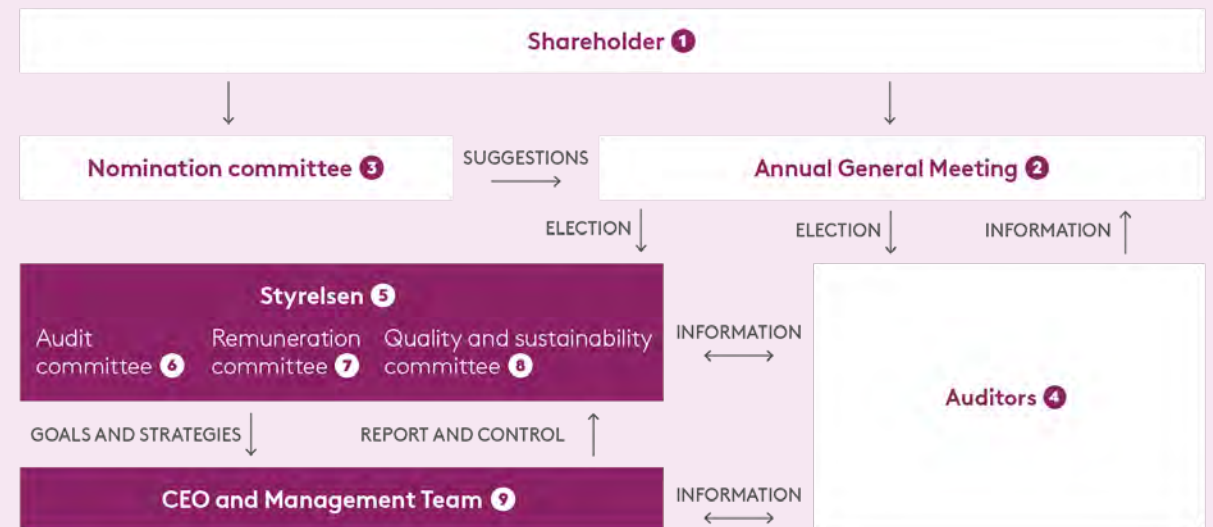 Shareholder 1
Nomination committee 3
SUGGESTIONS
Annual General Meeting 2
ELECTION
ELECTION
INFORMATION
Styrelsen 5
Audit
committee 6
Remuneration
committee 7
Quality and sustainability
committee 8
INFORMATION
Auditors 4
GOALS AND STRATEGIES
REPORT AND CONTROL
CEO and Management Team 9
INFORMATION